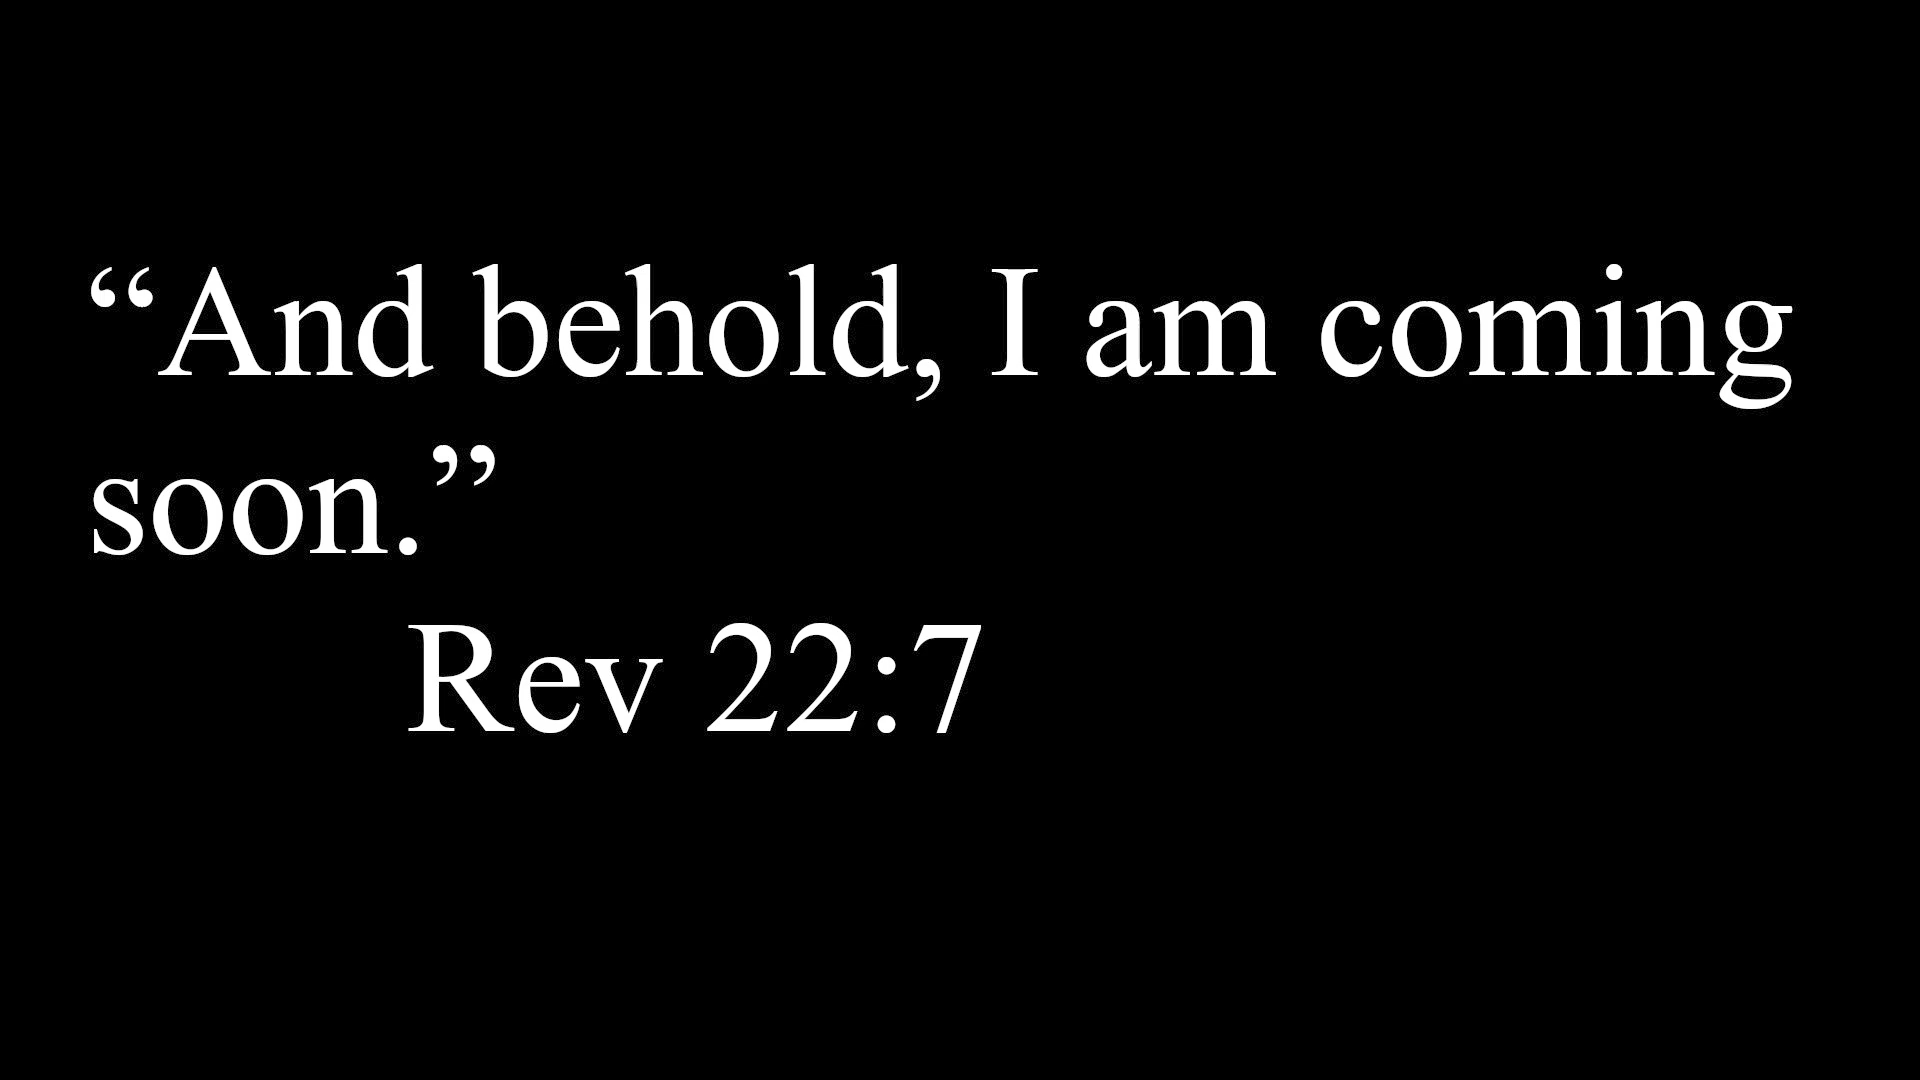 “And behold, I am coming
soon.”
Rev 22:7